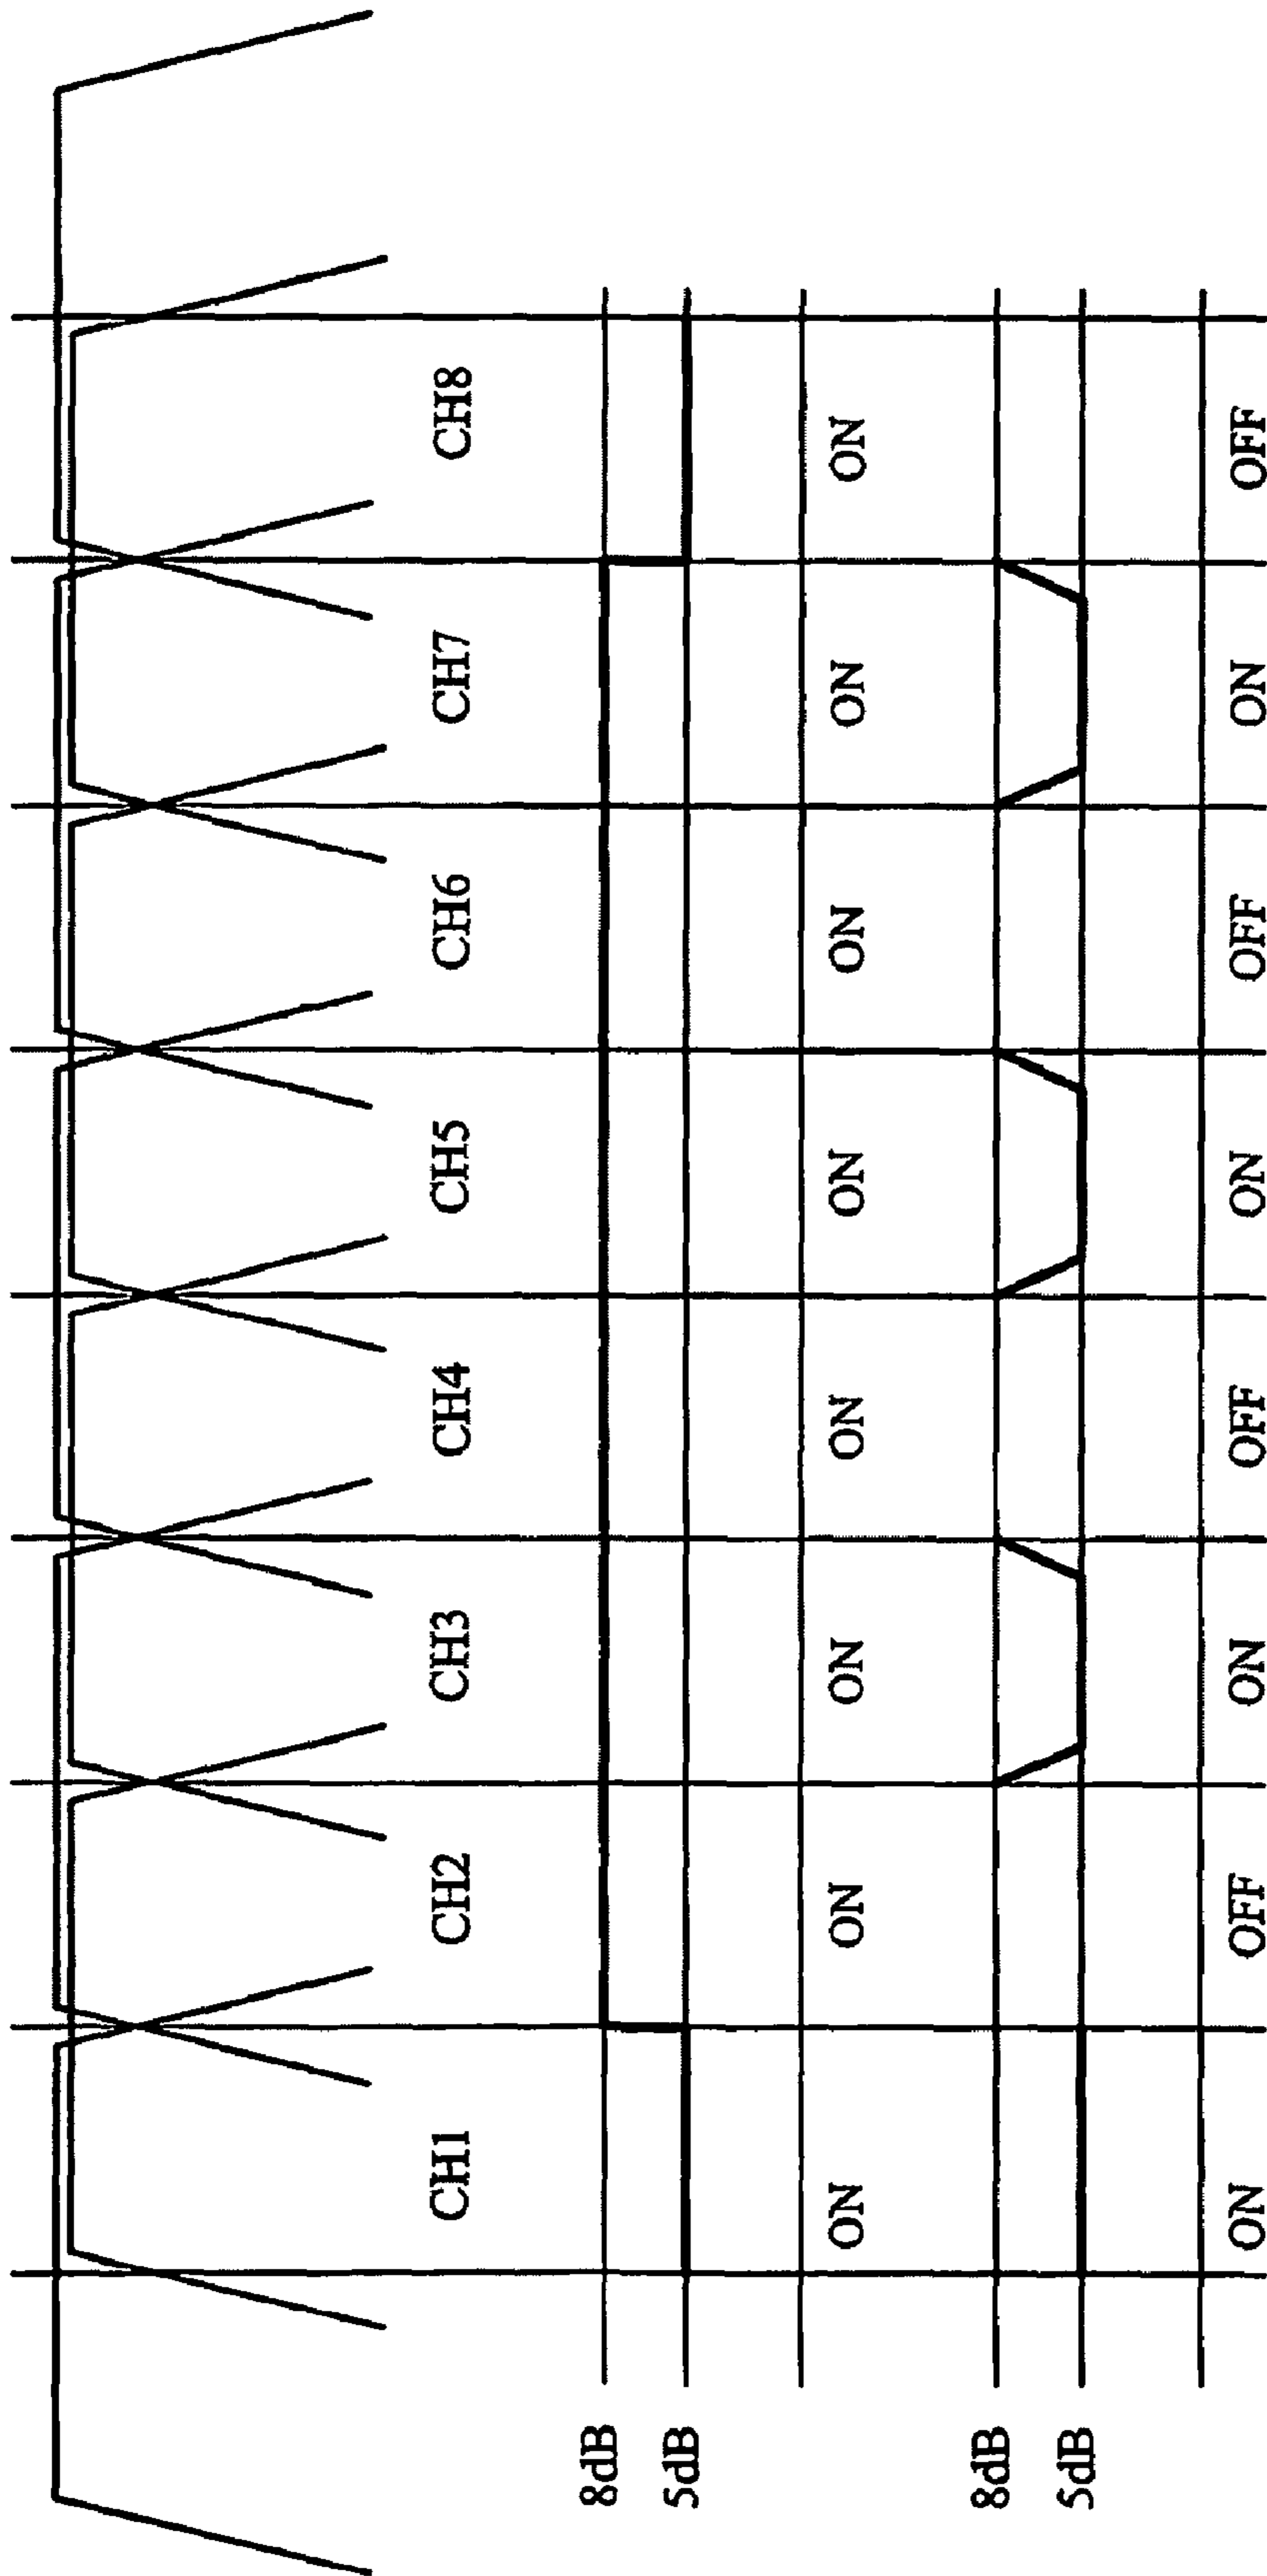 CH1 CH2 CH3 CH4 CH5 CH6 CH7 CH8
8dB
5dB
ON ON ON ON ON ON ON ON
8dB
5dB
ON OFF ON OFF ON OFF ON OFF